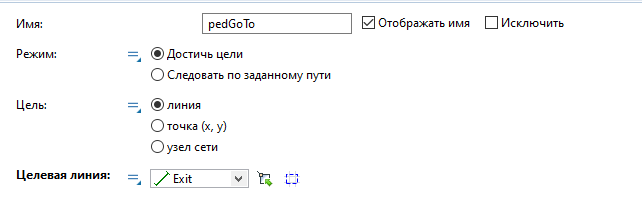 Имя: pedGoTo Отображать имя Исключить
Режим: Достичь цели
Следовать по заданному пути
Цель: линия
точка (x, y)
узел сети
Целевая линия: Exit